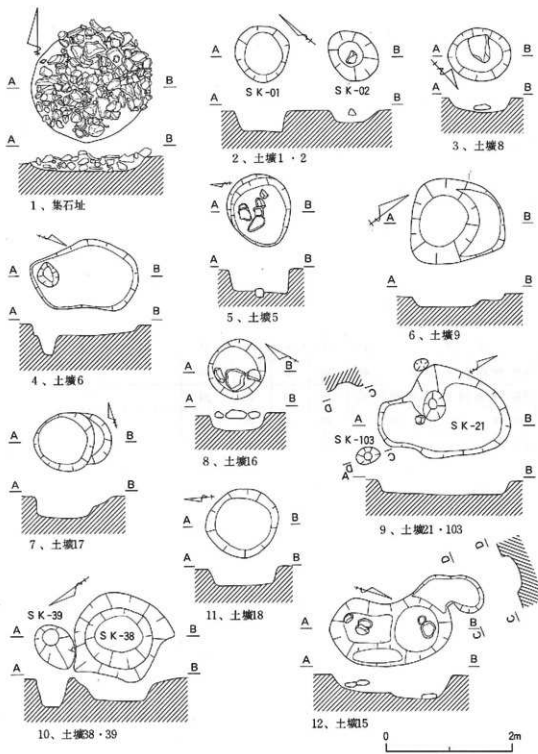 A B
A B
1、集石址
A B
SK-01 SK-02
A B
2、土壙1・2
A B
A B
3、土壙8
A B
A B
4、土壙6
A B
A B
5、土壙5
A B
A B
6、土壙9
A B
A B
7、土壙17
A B
A B
8、土壙16
C D
A B
SK-21
SK-103
D C
A B
9、土壙21・103
SK-39
A SK-38 B
A B
10、土壙38・39
A B
A B
11、土壙18
D D
A B
C C
A B
12、土壙15
0 2m